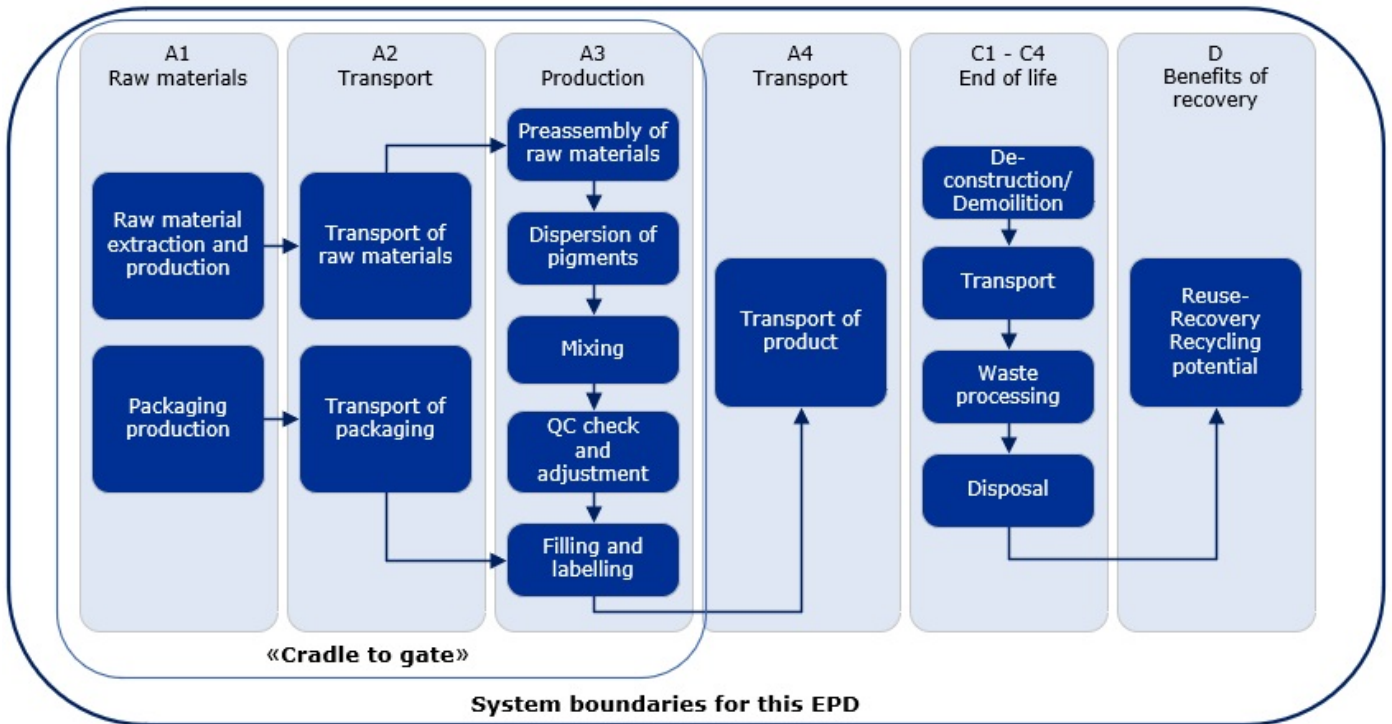 A1
Raw materials
A2
Transport
A3
Production
A4
Transport
C1 - C4
End of life
D
Benefits of
recovery
Raw material
extraction and
production
Packaging
production
Transport of
raw materials
Transport of
packaging
Preassembly of
raw materials
Dispersion of
pigments
Mixing
QC check
and
adjustment
Filling and
labelling
Transport of
product
De-
construction/
Demoilition
Transport
Waste
processing
Disposal
Reuse-
Recovery
Recycling
potential
«Cradle to gate»
System boundaries for this EPD